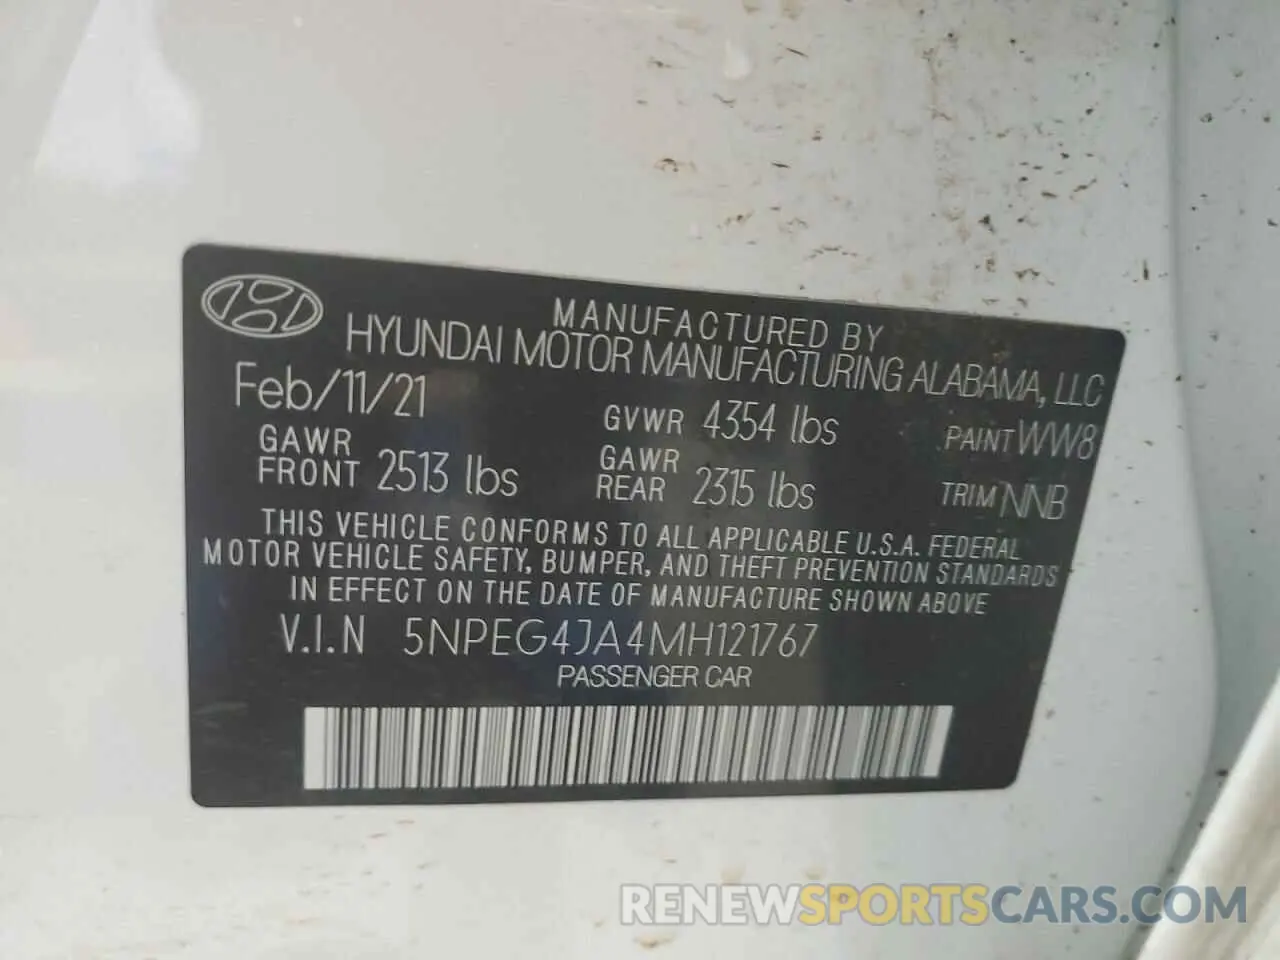 MANUFACTURED BY
HYUNDAI MOTOR MANUFACTURING ALABAMA, LLC
Feb/11/21
GVWR 4354 lbs
PAINT WW8
GAWR
FRONT 2513 lbs
GAWR
REAR 2315 lbs
TRIM NNB
THIS VEHICLE CONFORMS TO ALL APPLICABLE U.S.A. FEDERAL
MOTOR VEHICLE SAFETY, BUMPER, AND THEFT PREVENTION STANDARDS
IN EFFECT ON THE DATE OF MANUFACTURE SHOWN ABOVE
V.I.N 5NPEG4JA4MH121767
PASSENGER CAR
RENEWSPORTSCARS.COM